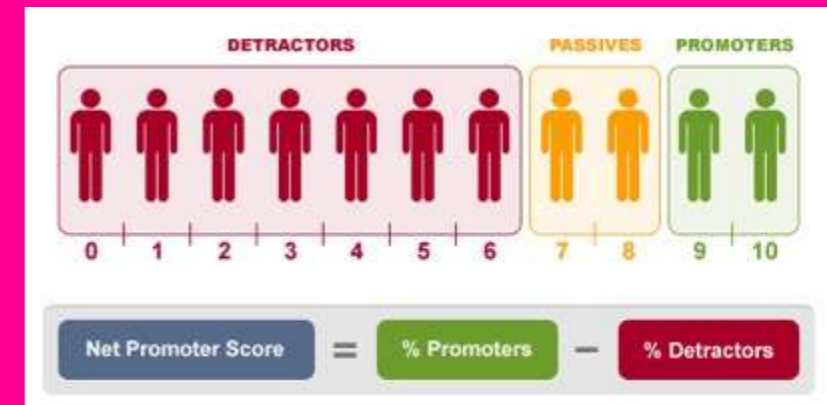 DETRACTORS PASSIVES PROMOTERS
0 1 2 3 4 5 6 7 8 9 10
Net Promoter Score = % Promoters – % Detractors